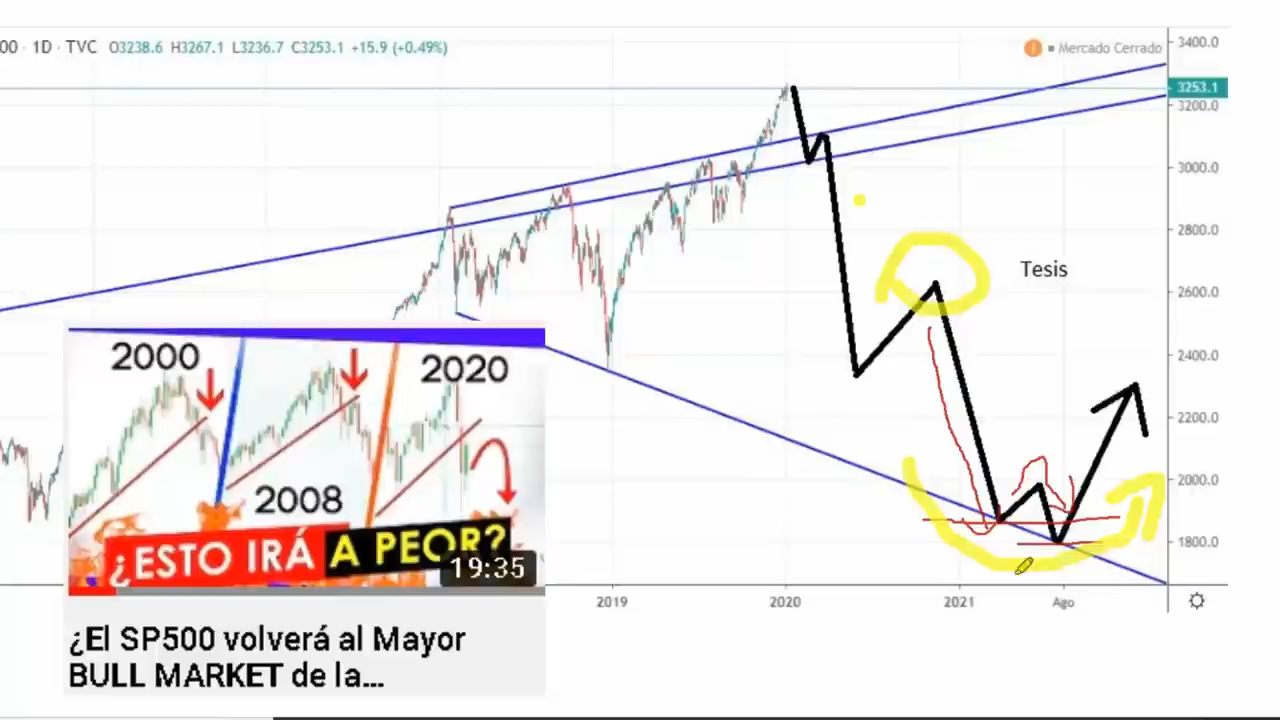 00 · 1D · TVC O3238.6 H3267.1 L3236.7 C3253.1 +15.9 (+0.49%)
! Mercado Cerrado
3400.0
3253.1
3200.0
3000.0
2800.0
2600.0
2400.0
2200.0
2000.0
1800.0
Tesis
2000
2020
2008
¿ESTO IRÁ A PEOR?
19:35
2019 2020 2021 Ago
¿El SP500 volverá al Mayor
BULL MARKET de la...